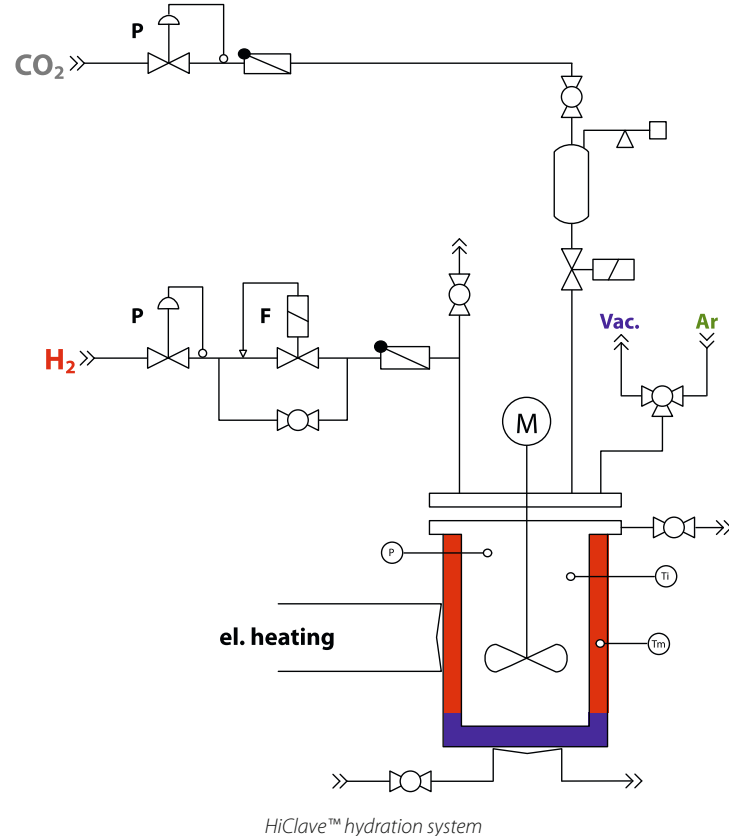 P
CO₂
P
F
H₂
Vac.
Ar
M
P
Ti
el. heating
Tm
HiClave™ hydration system